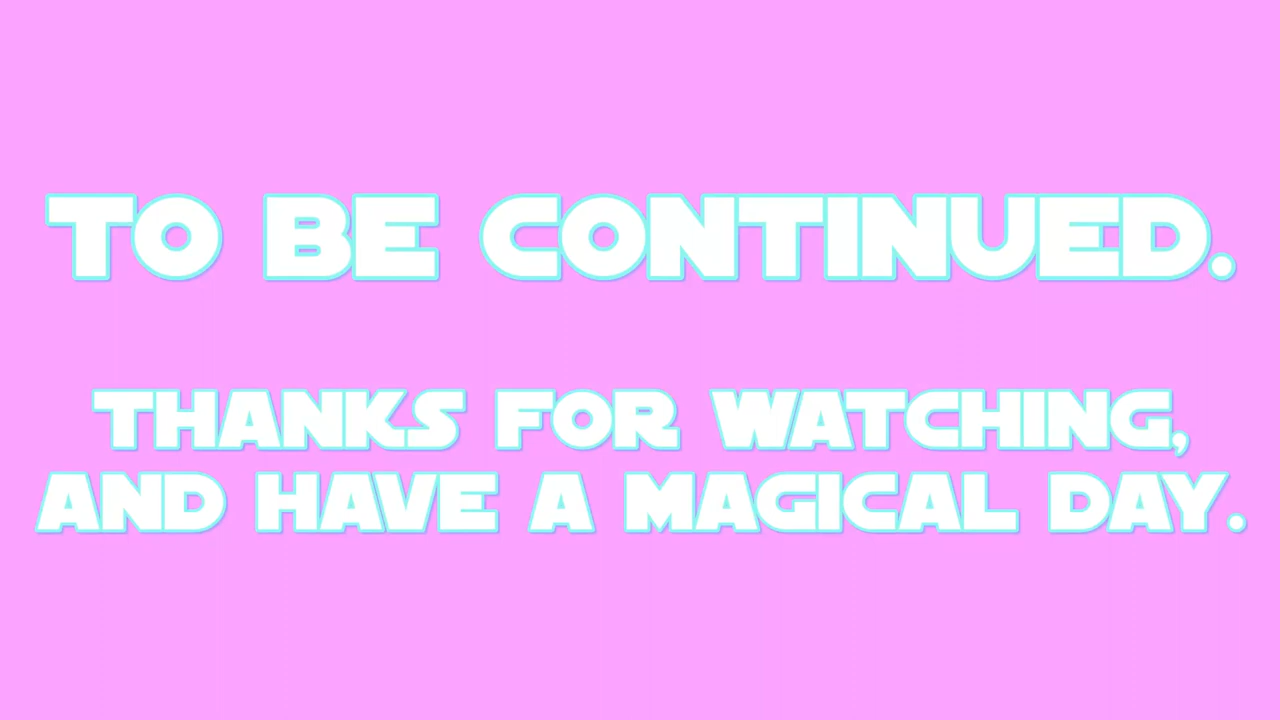 TO BE CONTINUED.
THANKS FOR WATCHING,
AND HAVE A MAGICAL DAY.